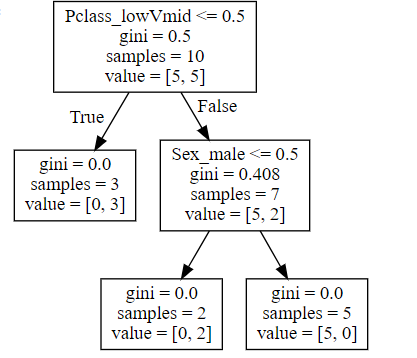 Pclass_lowVmid <= 0.5
gini = 0.5
samples = 10
value = [5, 5]
True
False
gini = 0.0
samples = 3
value = [0, 3]
Sex_male <= 0.5
gini = 0.408
samples = 7
value = [5, 2]
gini = 0.0
samples = 2
value = [0, 2]
gini = 0.0
samples = 5
value = [5, 0]